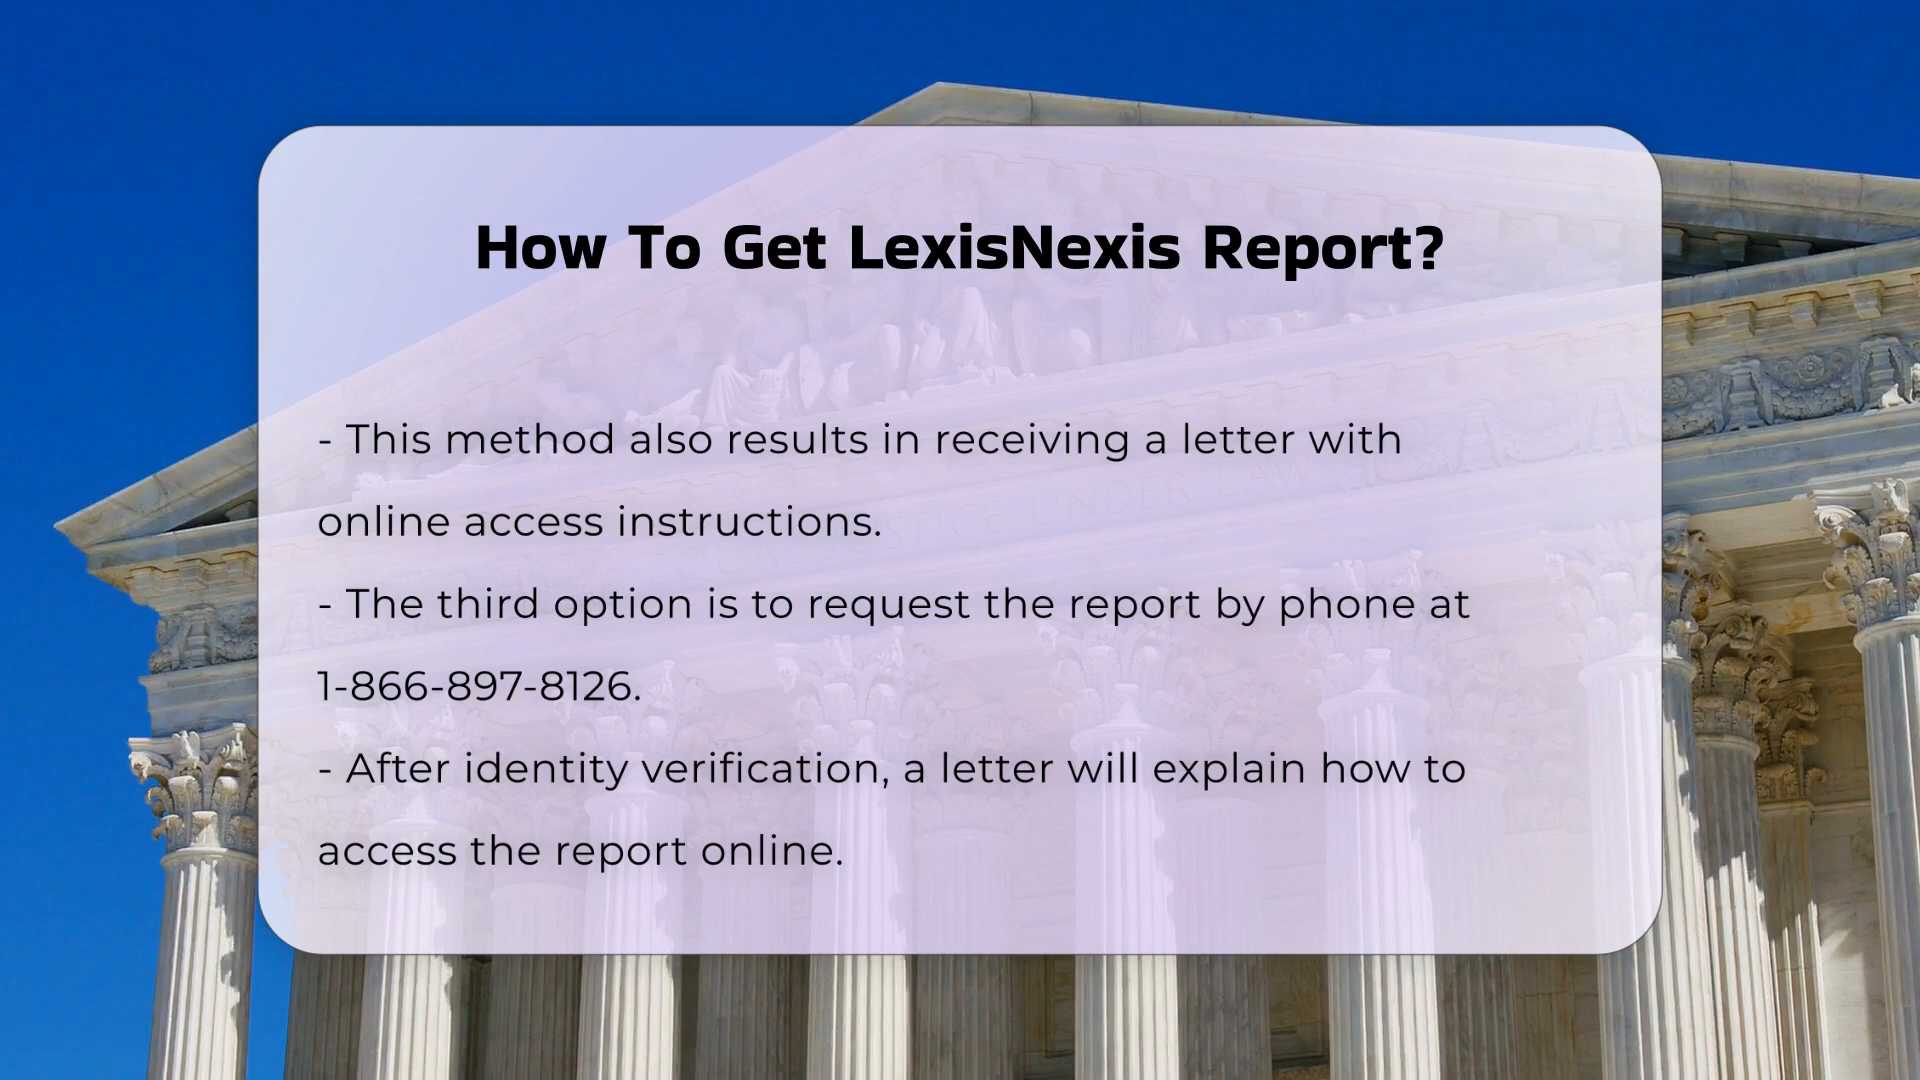 How To Get LexisNexis Report?
- This method also results in receiving a letter with
online access instructions.
- The third option is to request the report by phone at
1-866-897-8126.
- After identity verification, a letter will explain how to
access the report online.